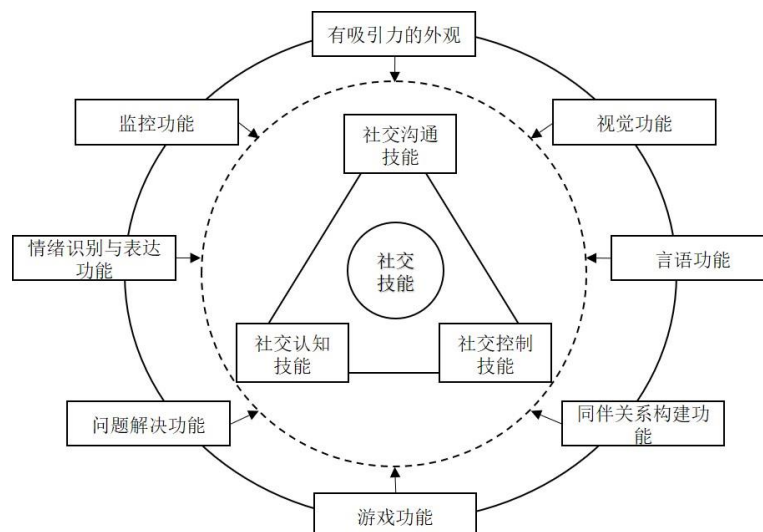 有吸引力的外观
监控功能
视觉功能
社交沟通
技能
情绪识别与表达
功能
社交
技能
言语功能
社交认知
技能
社交控制
技能
问题解决功能
同伴关系构建功
能
游戏功能